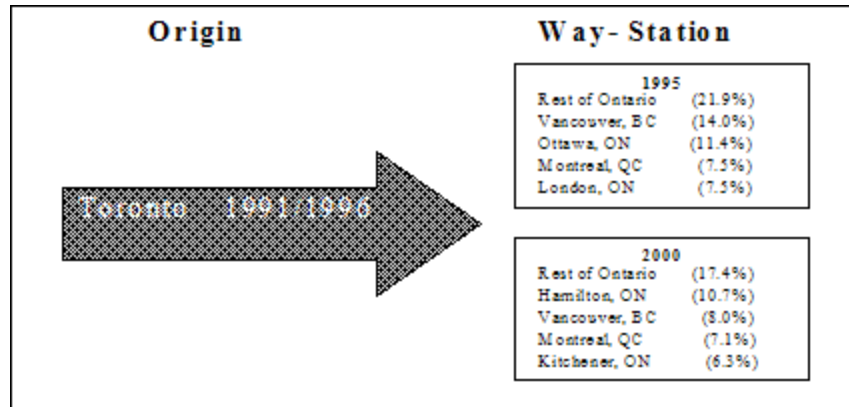 Origin
Way-Station
1995
Rest of Ontario (21.9%)
Vancouver, BC (14.0%)
Ottawa, ON (11.4%)
Montreal, QC (7.5%)
London, ON (7.5%)
Toronto 1991/1996
2000
Rest of Ontario (17.4%)
Hamilton, ON (10.7%)
Vancouver, BC (8.0%)
Montreal, QC (7.1%)
Kitchener, ON (6.3%)